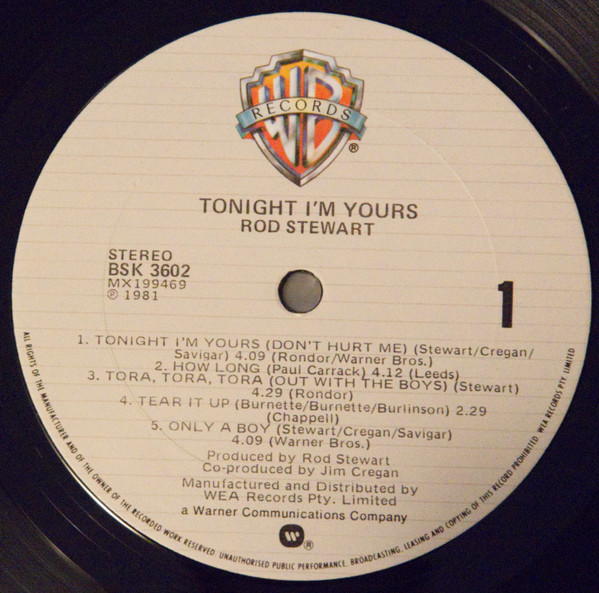 WB
RECORDS
®
TONIGHT I'M YOURS
ROD STEWART
STEREO
BSK 3602
MX199469
℗ 1981
1
1. TONIGHT I'M YOURS (DON'T HURT ME) (Stewart/Cregan/
Savigar) 4.09 (Rondor/Warner Bros.)
2. HOW LONG (Paul Carrack) 4.12 (Leeds)
3. TORA, TORA, TORA (OUT WITH THE BOYS) (Stewart)
4.29 (Rondor)
4. TEAR IT UP (Burnette/Burnette/Burlinson) 2.29
(Chappell)
5. ONLY A BOY (Stewart/Cregan/Savigar)
4.09 (Warner Bros.)
Produced by Rod Stewart
Co-produced by Jim Cregan
Manufactured and Distributed by
WEA Records Pty. Limited
a Warner Communications Company
®
ALL RIGHTS OF THE MANUFACTURER AND OF THE OWNER OF THE RECORDED WORK RESERVED. UNAUTHORISED PUBLIC PERFORMANCE, BROADCASTING, LEASING AND COPYING OF THIS RECORD PROHIBITED. WEA RECORDS PTY LIMITED